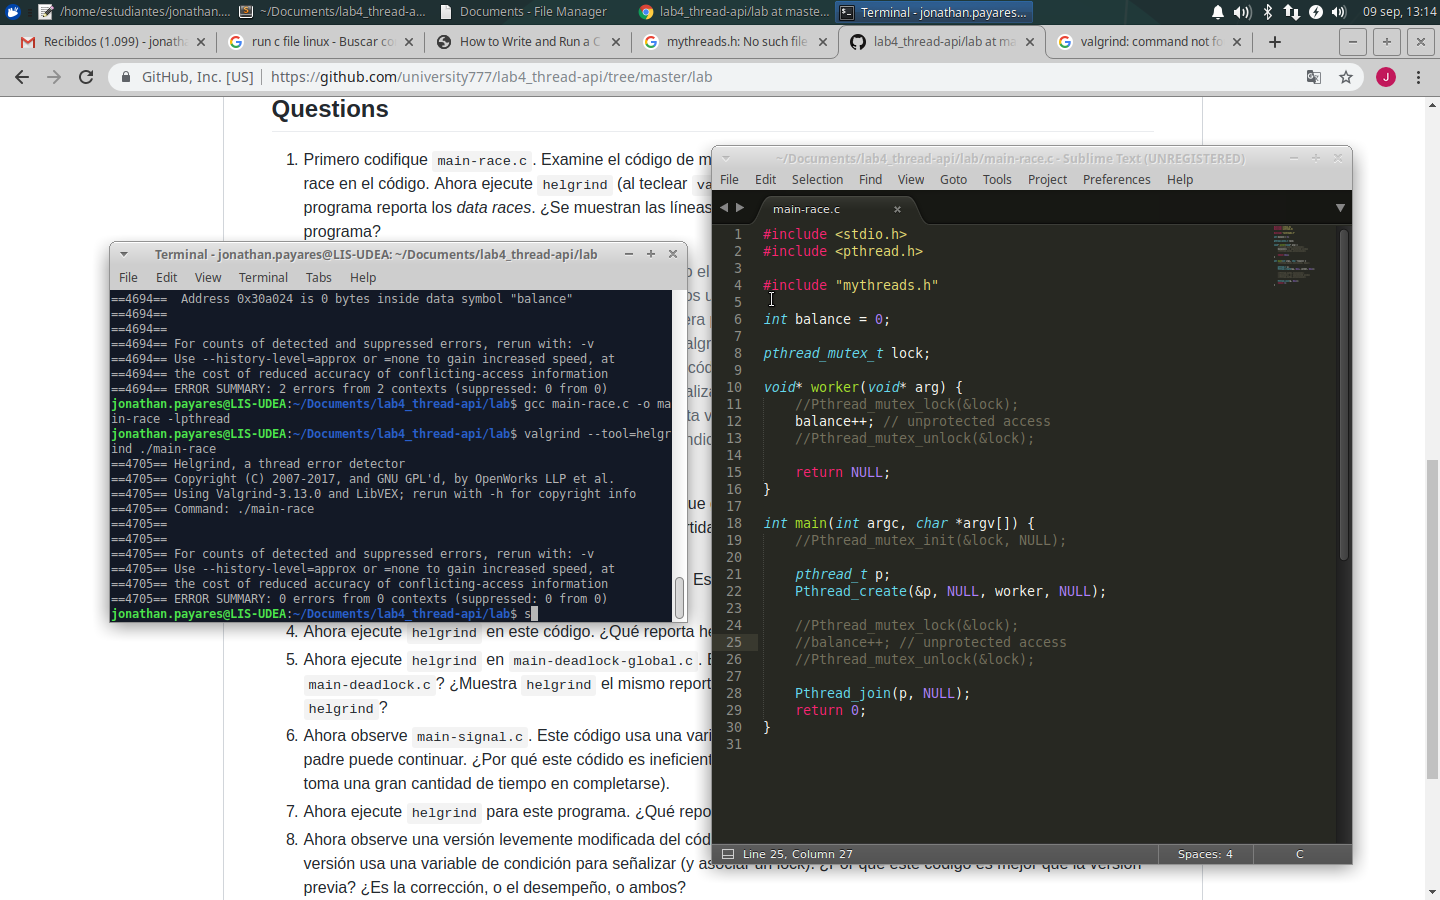 /home/estudiantes/jonathan....
~/Documents/lab4_thread-a...
Documents - File Manager
lab4_thread-api/lab at maste...
Terminal - jonathan.payares...
09 sep, 13:14
Recibidos (1.099) - jonath
run c file linux - Buscar co
How to Write and Run a C
mythreads.h: No such file
lab4_thread-api/lab at ma
valgrind: command not fo
GitHub, Inc. [US]
https://github.com/university777/lab4_thread-api/tree/master/lab
J
Questions
1. Primero codifique main-race.c. Examine el código de m
race en el código. Ahora ejecute helgrind (al teclear va
programa reporta los data races. ¿Se muestran las líneas
programa?
Terminal - jonathan.payares@LIS-UDEA: ~/Documents/lab4_thread-api/lab
File Edit View Terminal Tabs Help
==4694== Address 0x30a024 is 0 bytes inside data symbol "balance"
==4694==
==4694==
==4694== For counts of detected and suppressed errors, rerun with: -v
==4694== Use --history-level=approx or =none to gain increased speed, at
==4694== the cost of reduced accuracy of conflicting-access information
==4694== ERROR SUMMARY: 2 errors from 2 contexts (suppressed: 0 from 0)
jonathan.payares@LIS-UDEA:~/Documents/lab4_thread-api/lab$ gcc main-race.c -o ma
in-race -lpthread
jonathan.payares@LIS-UDEA:~/Documents/lab4_thread-api/lab$ valgrind --tool=helgr
ind ./main-race
==4705== Helgrind, a thread error detector
==4705== Copyright (C) 2007-2017, and GNU GPL'd, by OpenWorks LLP et al.
==4705== Using Valgrind-3.13.0 and LibVEX; rerun with -h for copyright info
==4705== Command: ./main-race
==4705==
==4705==
==4705== For counts of detected and suppressed errors, rerun with: -v
==4705== Use --history-level=approx or =none to gain increased speed, at
==4705== the cost of reduced accuracy of conflicting-access information
==4705== ERROR SUMMARY: 0 errors from 0 contexts (suppressed: 0 from 0)
jonathan.payares@LIS-UDEA:~/Documents/lab4_thread-api/lab$ s
4. Ahora ejecute helgrind en este código. ¿Qué reporta he
5. Ahora ejecute helgrind en main-deadlock-global.c. E
main-deadlock.c? ¿Muestra helgrind el mismo report
helgrind?
6. Ahora observe main-signal.c. Este código usa una vari
padre puede continuar. ¿Por qué este códido es ineficient
toma una gran cantidad de tiempo en completarse).
7. Ahora ejecute helgrind para este programa. ¿Qué repo
8. Ahora observe una versión levemente modificada del cód
versión usa una variable de condición para señalizar (y asociar un lock). ¿Por qué este código es mejor que la versión
previa? ¿Es la corrección, o el desempeño, o ambos?
~/Documents/lab4_thread-api/lab/main-race.c - Sublime Text (UNREGISTERED)
File Edit Selection Find View Goto Tools Project Preferences Help
main-race.c
1 #include <stdio.h>
2 #include <pthread.h>
3
4 #include "mythreads.h"
5
6 int balance = 0;
7
8 pthread_mutex_t lock;
9
10 void* worker(void* arg) {
11 //Pthread_mutex_lock(&lock);
12 balance++; // unprotected access
13 //Pthread_mutex_unlock(&lock);
14
15 return NULL;
16 }
17
18 int main(int argc, char *argv[]) {
19 //Pthread_mutex_init(&lock, NULL);
20
21 pthread_t p;
22 Pthread_create(&p, NULL, worker, NULL);
23
24 //Pthread_mutex_lock(&lock);
25 //balance++; // unprotected access
26 //Pthread_mutex_unlock(&lock);
27
28 Pthread_join(p, NULL);
29 return 0;
30 }
31
Line 25, Column 27
Spaces: 4
C